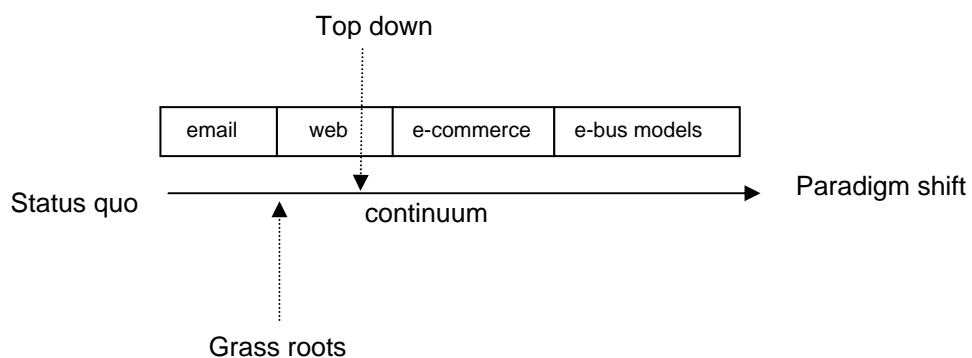 Top down
email
web
e-commerce
e-bus models
Status quo
Paradigm shift
continuum
Grass roots